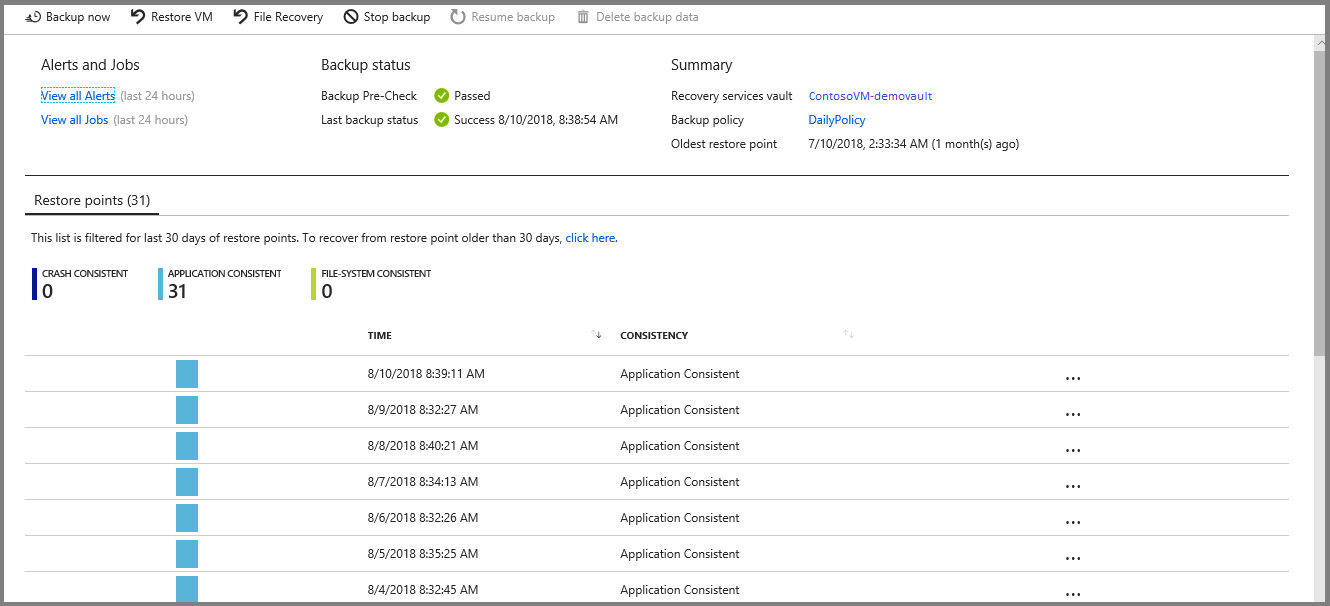 Backup now Restore VM File Recovery Stop backup Resume backup Delete backup data
Alerts and Jobs Backup status Summary
View all Alerts (last 24 hours) Backup Pre-Check Passed Recovery services vault ContosoVM-demovault
View all Jobs (last 24 hours) Last backup status Success 8/10/2018, 8:38:54 AM Backup policy DailyPolicy
Oldest restore point 7/10/2018, 2:33:34 AM (1 month(s) ago)
Restore points (31)
This list is filtered for last 30 days of restore points. To recover from restore point older than 30 days, click here.
CRASH CONSISTENT APPLICATION CONSISTENT FILE-SYSTEM CONSISTENT
0 31 0
TIME CONSISTENCY
8/10/2018 8:39:11 AM Application Consistent ...
8/9/2018 8:32:27 AM Application Consistent ...
8/8/2018 8:40:21 AM Application Consistent ...
8/7/2018 8:34:13 AM Application Consistent ...
8/6/2018 8:32:26 AM Application Consistent ...
8/5/2018 8:35:25 AM Application Consistent ...
8/4/2018 8:32:45 AM Application Consistent ...